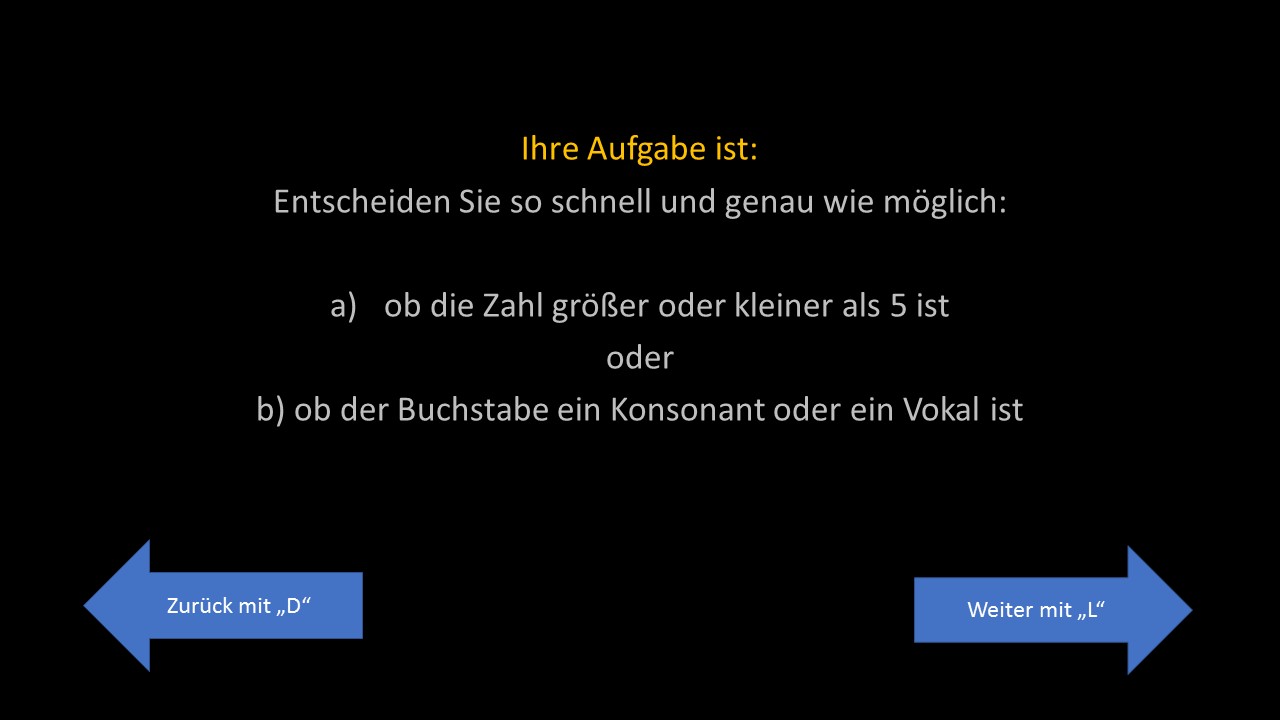 Ihre Aufgabe ist:
Entscheiden Sie so schnell und genau wie möglich:
a) ob die Zahl größer oder kleiner als 5 ist
oder
b) ob der Buchstabe ein Konsonant oder ein Vokal ist
Zurück mit „D“
Weiter mit „L“